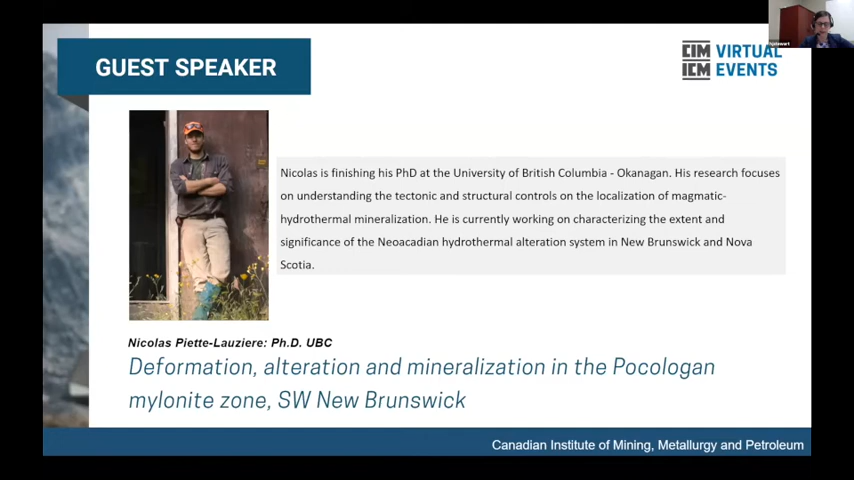 GUEST SPEAKER
CIM
ICM
VIRTUAL
EVENTS
Nicolas is finishing his PhD at the University of British Columbia - Okanagan. His research focuses
on understanding the tectonic and structural controls on the localization of magmatic-
hydrothermal mineralization. He is currently working on characterizing the extent and
significance of the Neoacadian hydrothermal alteration system in New Brunswick and Nova
Scotia.
Nicolas Piette-Lauziere: Ph.D. UBC
Deformation, alteration and mineralization in the Pocologan
mylonite zone, SW New Brunswick
Canadian Institute of Mining, Metallurgy and Petroleum